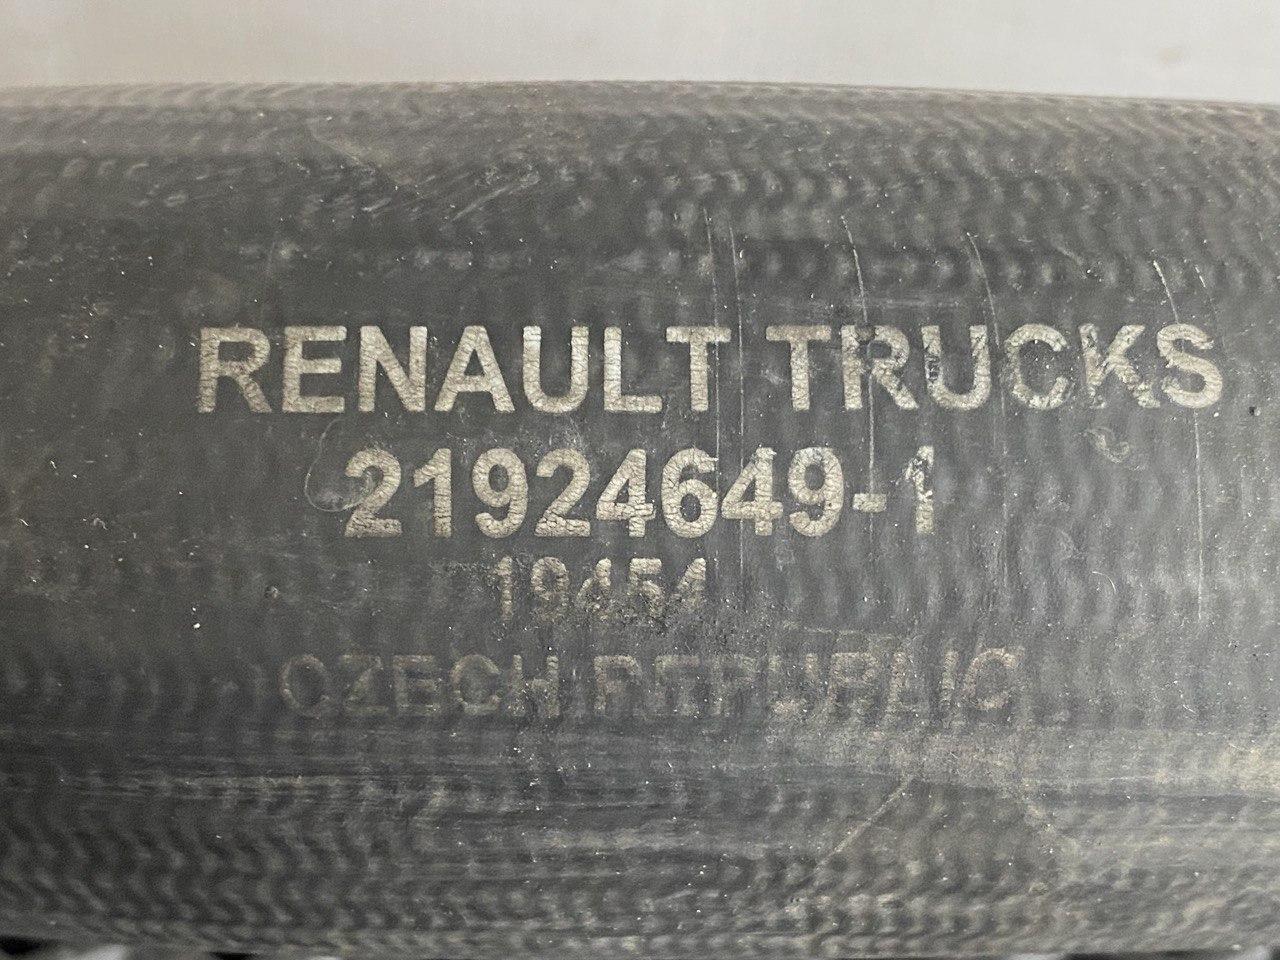 RENAULT TRUCKS
21924649-1
19454
CZECH REPUBLIC